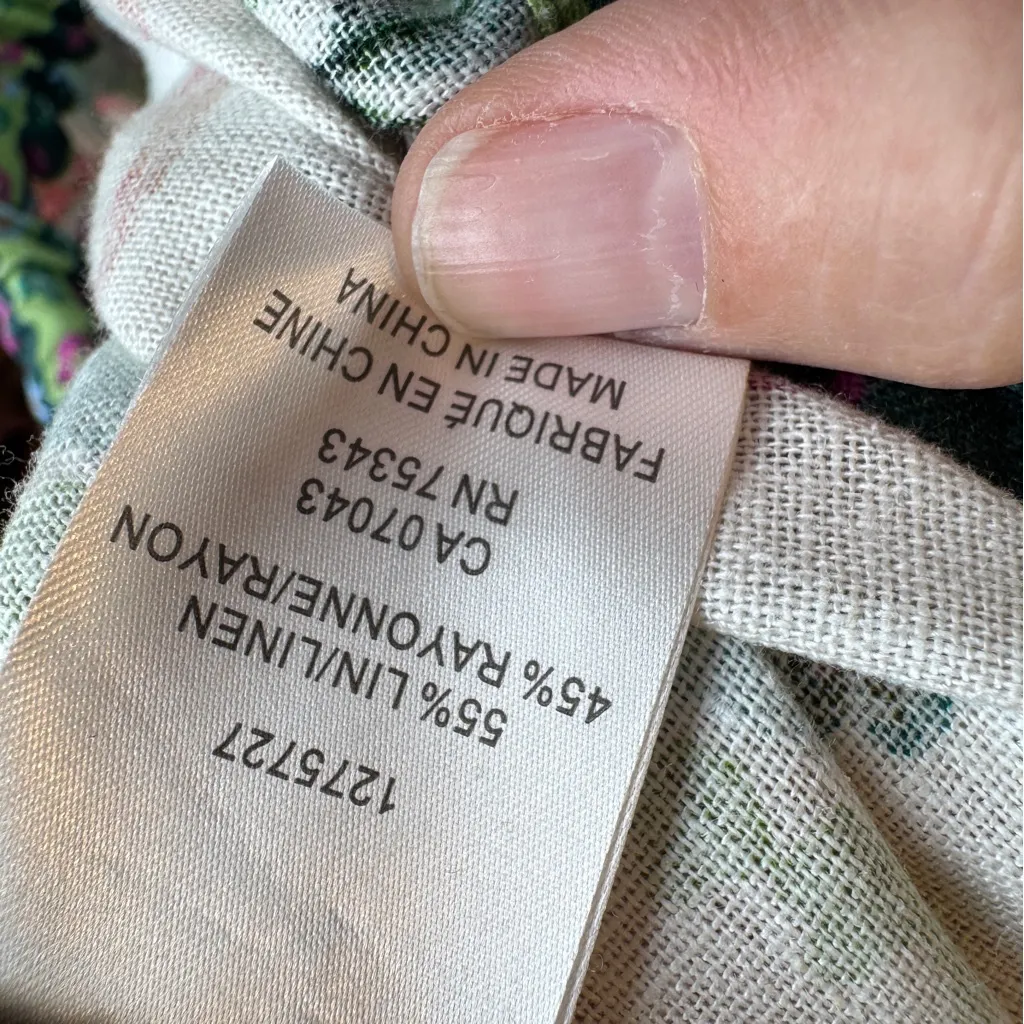 1275727
55% LIN/LINEN
45% RAYONNE/RAYON
CA 07043
RN 75343
FABRIQUÉ EN CHINE
MADE IN CHINA